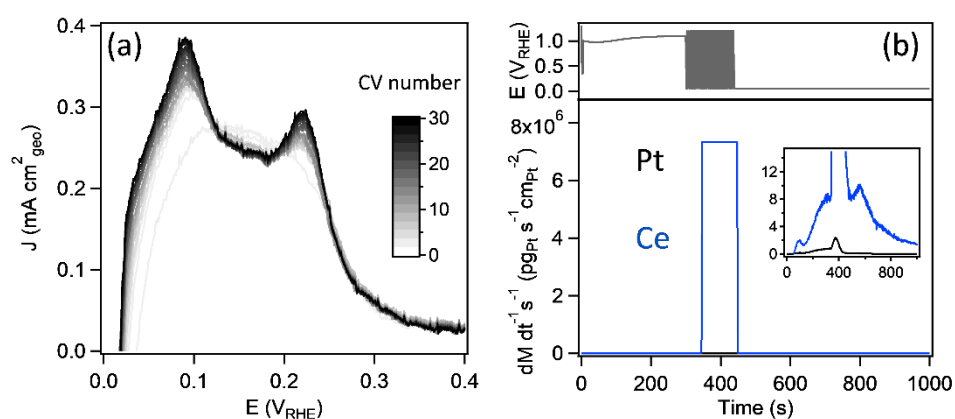 (a)
0.4
0.3
0.2
0.1
0.0
J (mA cm²geo)
CV number
30
20
10
0
0.0 0.1 0.2 0.3 0.4
E (VRHE)
(b)
E (VRHE)
1.0
0.5
0.0
8x10⁶
6
4
2
0
dM dt⁻¹ s⁻¹ (pgPt s⁻¹ cmPt⁻²)
Pt
Ce
12
8
4
0
0 400 800
0 200 400 600 800 1000
Time (s)